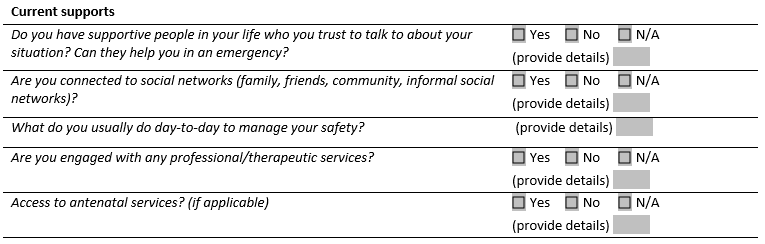 Current supports
Do you have supportive people in your life who you trust to talk to about your
situation? Can they help you in an emergency?
Yes No N/A
(provide details)
Are you connected to social networks (family, friends, community, informal social
networks)?
Yes No N/A
(provide details)
What do you usually do day-to-day to manage your safety?
(provide details)
Are you engaged with any professional/therapeutic services?
Yes No N/A
(provide details)
Access to antenatal services? (if applicable)
Yes No N/A
(provide details)